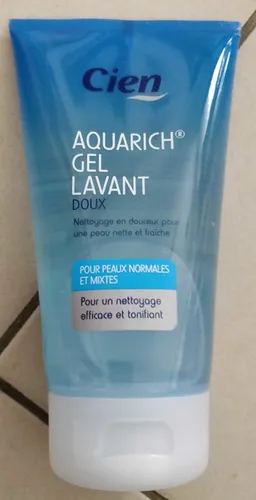 Cien
AQUARICH®
GEL
LAVANT
DOUX
Nettoyage en douceur pour
une peau nette et fraîche
POUR PEAUX NORMALES
ET MIXTES
Pour un nettoyage
efficace et tonifiant